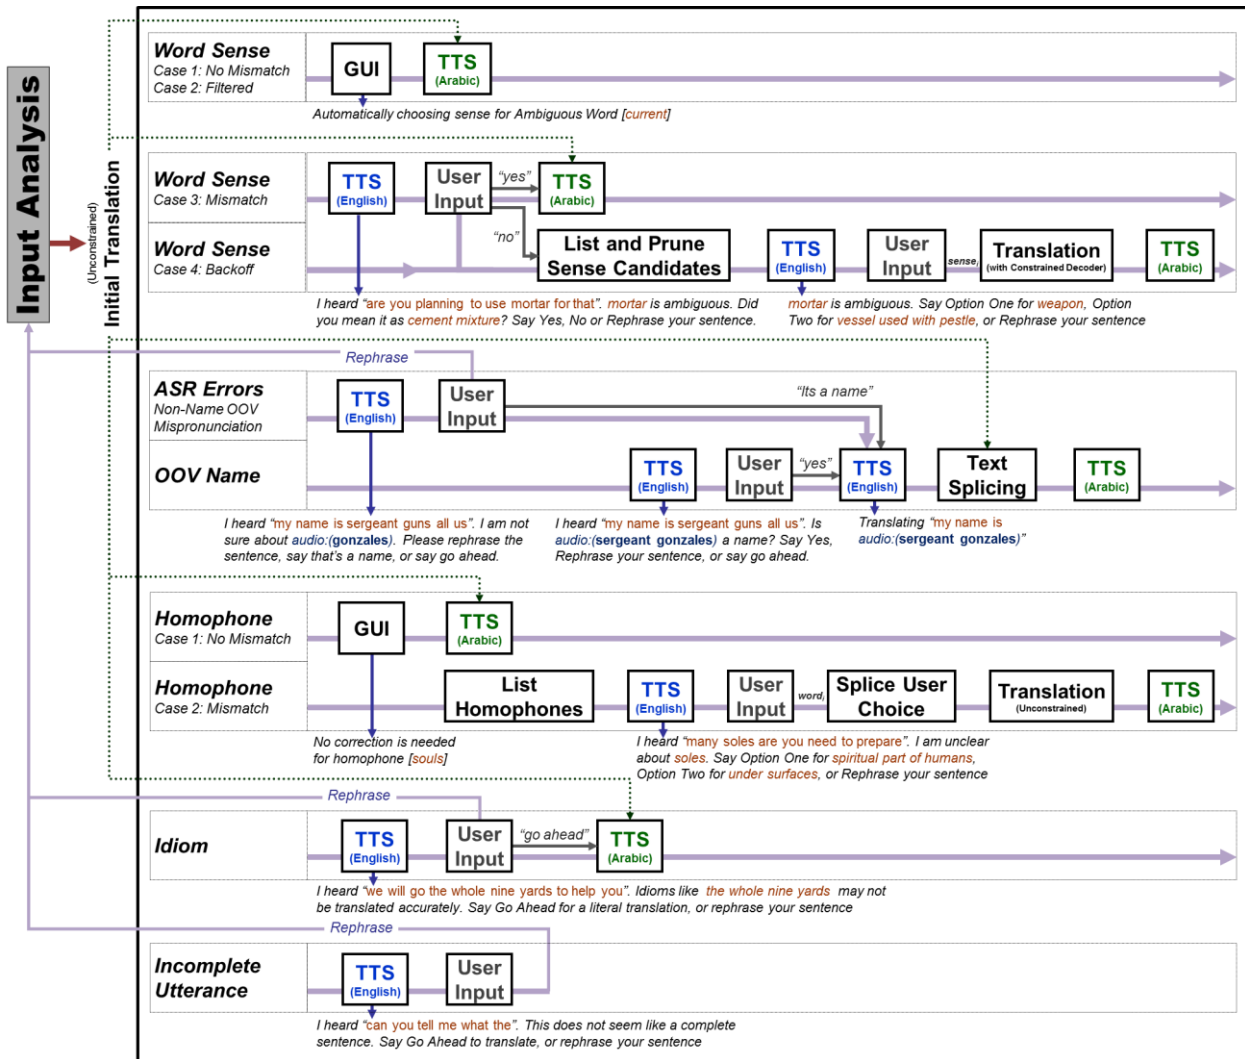 Input Analysis
(Unconstrained)
Initial Translation
Word Sense
Case 1: No Mismatch
Case 2: Filtered
GUI
TTS
(Arabic)
Automatically choosing sense for Ambiguous Word [current]
Word Sense
Case 3: Mismatch
TTS
(English)
User
Input
"yes"
TTS
(Arabic)
Word Sense
Case 4: Backoff
"no"
List and Prune
Sense Candidates
TTS
(English)
User
Input
sense i
Translation
(with Constrained Decoder)
TTS
(Arabic)
I heard "are you planning to use mortar for that". mortar is ambiguous. Did
you mean it as cement mixture? Say Yes, No or Rephrase your sentence.
mortar is ambiguous. Say Option One for weapon, Option
Two for vessel used with pestle, or Rephrase your sentence
Rephrase
ASR Errors
Non-Name OOV
Mispronunciation
TTS
(English)
User
Input
"Its a name"
OOV Name
TTS
(English)
User
Input
"yes"
TTS
(English)
Text
Splicing
TTS
(Arabic)
I heard "my name is sergeant guns all us". I am not
sure about audio:(gonzales). Please rephrase the
sentence, say that's a name, or say go ahead.
I heard "my name is sergeant guns all us". Is
audio:(sergeant gonzales) a name? Say Yes,
Rephrase your sentence, or say go ahead.
Translating "my name is
audio:(sergeant gonzales)"
Homophone
Case 1: No Mismatch
GUI
TTS
(Arabic)
Homophone
Case 2: Mismatch
List
Homophones
TTS
(English)
User
Input
word i
Splice User
Choice
Translation
(Unconstrained)
TTS
(Arabic)
No correction is needed
for homophone [souls]
I heard "many soles are you need to prepare". I am unclear
about soles. Say Option One for spiritual part of humans,
Option Two for under surfaces, or Rephrase your sentence
Rephrase
Idiom
TTS
(English)
User
Input
"go ahead"
TTS
(Arabic)
I heard "we will go the whole nine yards to help you". Idioms like the whole nine yards may not
be translated accurately. Say Go Ahead for a literal translation, or rephrase your sentence
Rephrase
Incomplete
Utterance
TTS
(English)
User
Input
I heard "can you tell me what the". This does not seem like a complete
sentence. Say Go Ahead to translate, or rephrase your sentence